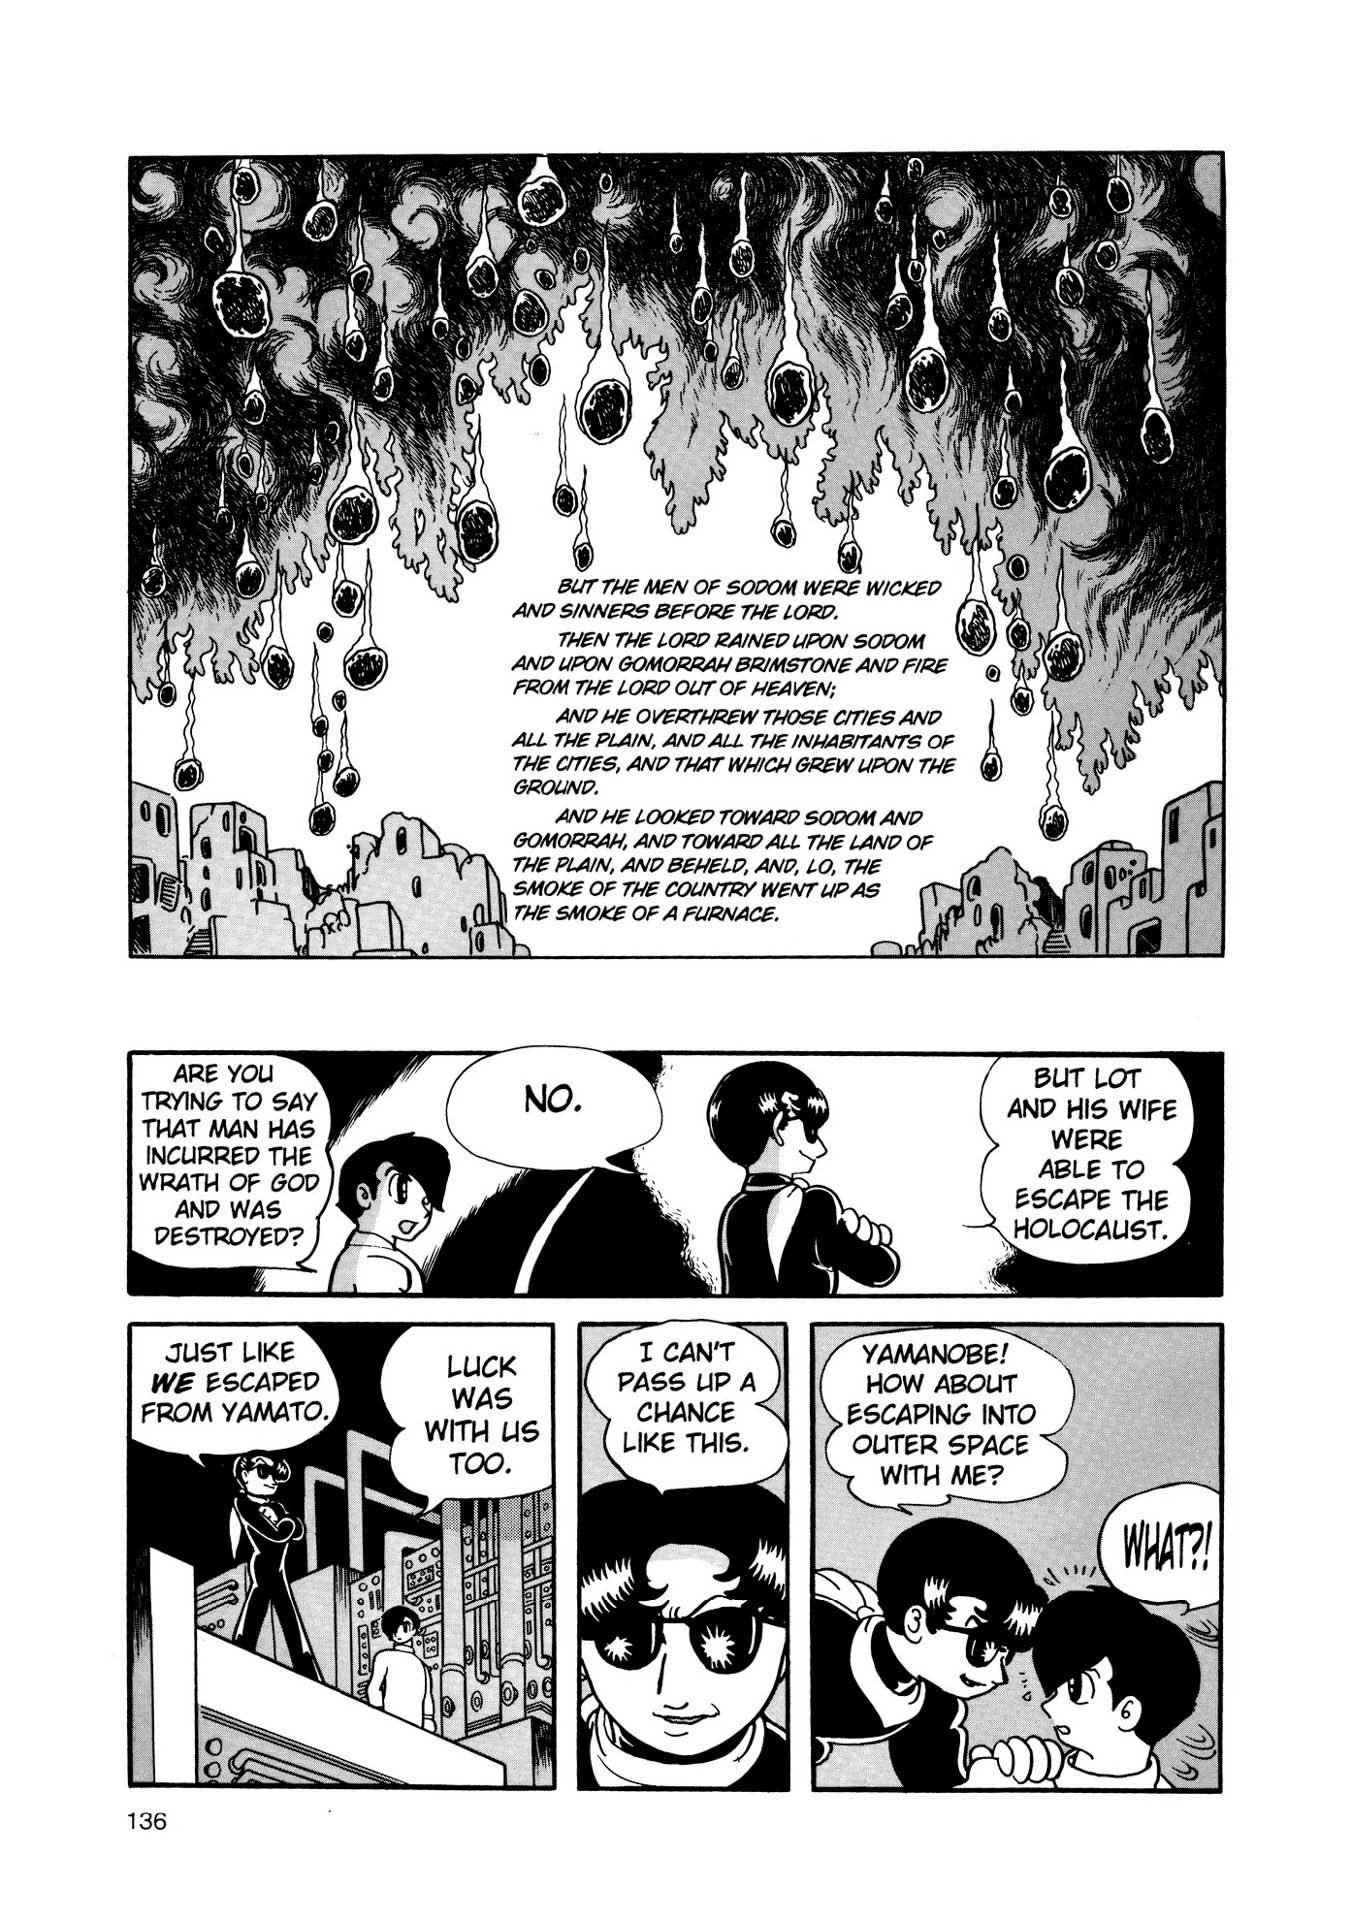 BUT THE MEN OF SODOM WERE WICKED
AND SINNERS BEFORE THE LORD.
THEN THE LORD RAINED UPON SODOM
AND UPON GOMORRAH BRIMSTONE AND FIRE
FROM THE LORD OUT OF HEAVEN;
AND HE OVERTHREW THOSE CITIES AND
ALL THE PLAIN, AND ALL THE INHABITANTS OF
THE CITIES, AND THAT WHICH GREW UPON THE
GROUND.
AND HE LOOKED TOWARD SODOM AND
GOMORRAH, AND TOWARD ALL THE LAND OF
THE PLAIN, AND BEHELD, AND, LO, THE
SMOKE OF THE COUNTRY WENT UP AS
THE SMOKE OF A FURNACE.
ARE YOU
TRYING TO SAY
THAT MAN HAS
INCURRED THE
WRATH OF GOD
AND WAS
DESTROYED?
NO.
BUT LOT
AND HIS WIFE
WERE
ABLE TO
ESCAPE THE
HOLOCAUST.
JUST LIKE
WE ESCAPED
FROM YAMATO.
LUCK
WAS
WITH US
TOO.
I CAN'T
PASS UP A
CHANCE
LIKE THIS.
YAMANOBE!
HOW ABOUT
ESCAPING INTO
OUTER SPACE
WITH ME?
WHAT?!
136